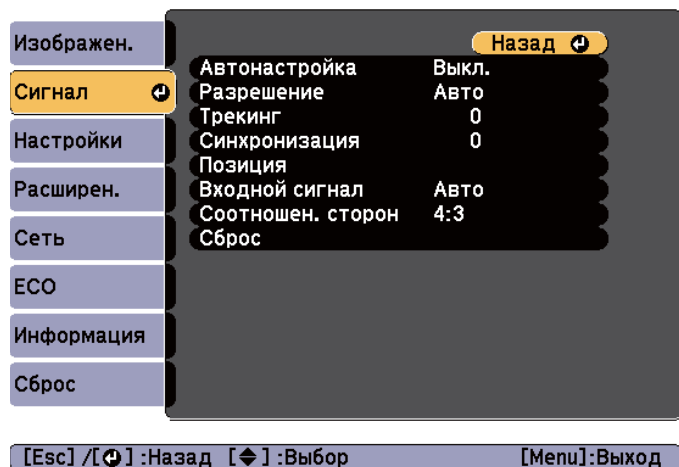 Изображен.
Сигнал
Настройки
Расширен.
Сеть
ECO
Информация
Сброс
Назад
Автонастройка Выкл.
Разрешение Авто
Трекинг 0
Синхронизация 0
Позиция
Входной сигнал Авто
Соотношен. сторон 4:3
Сброс
[Esc] /[⏎] :Назад [◆] :Выбор [Menu]:Выход